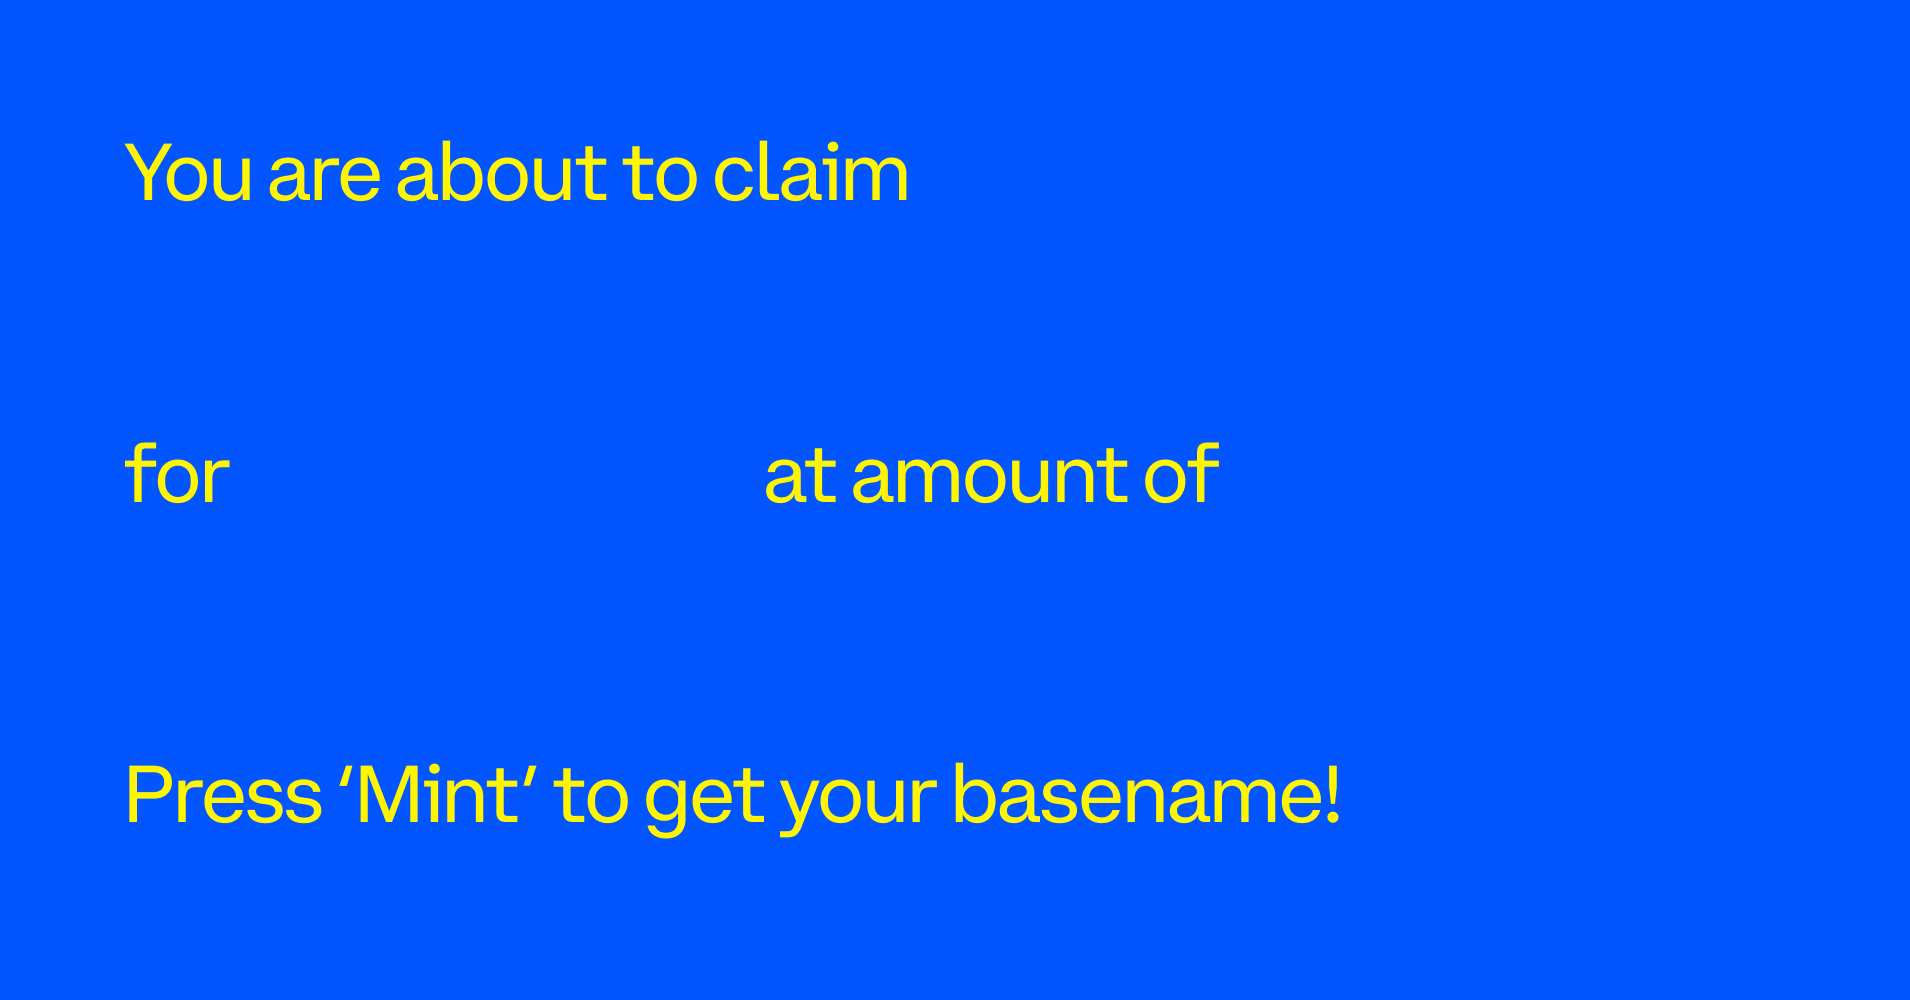 You are about to claim
for at amount of
Press ‘Mint’ to get your basename!